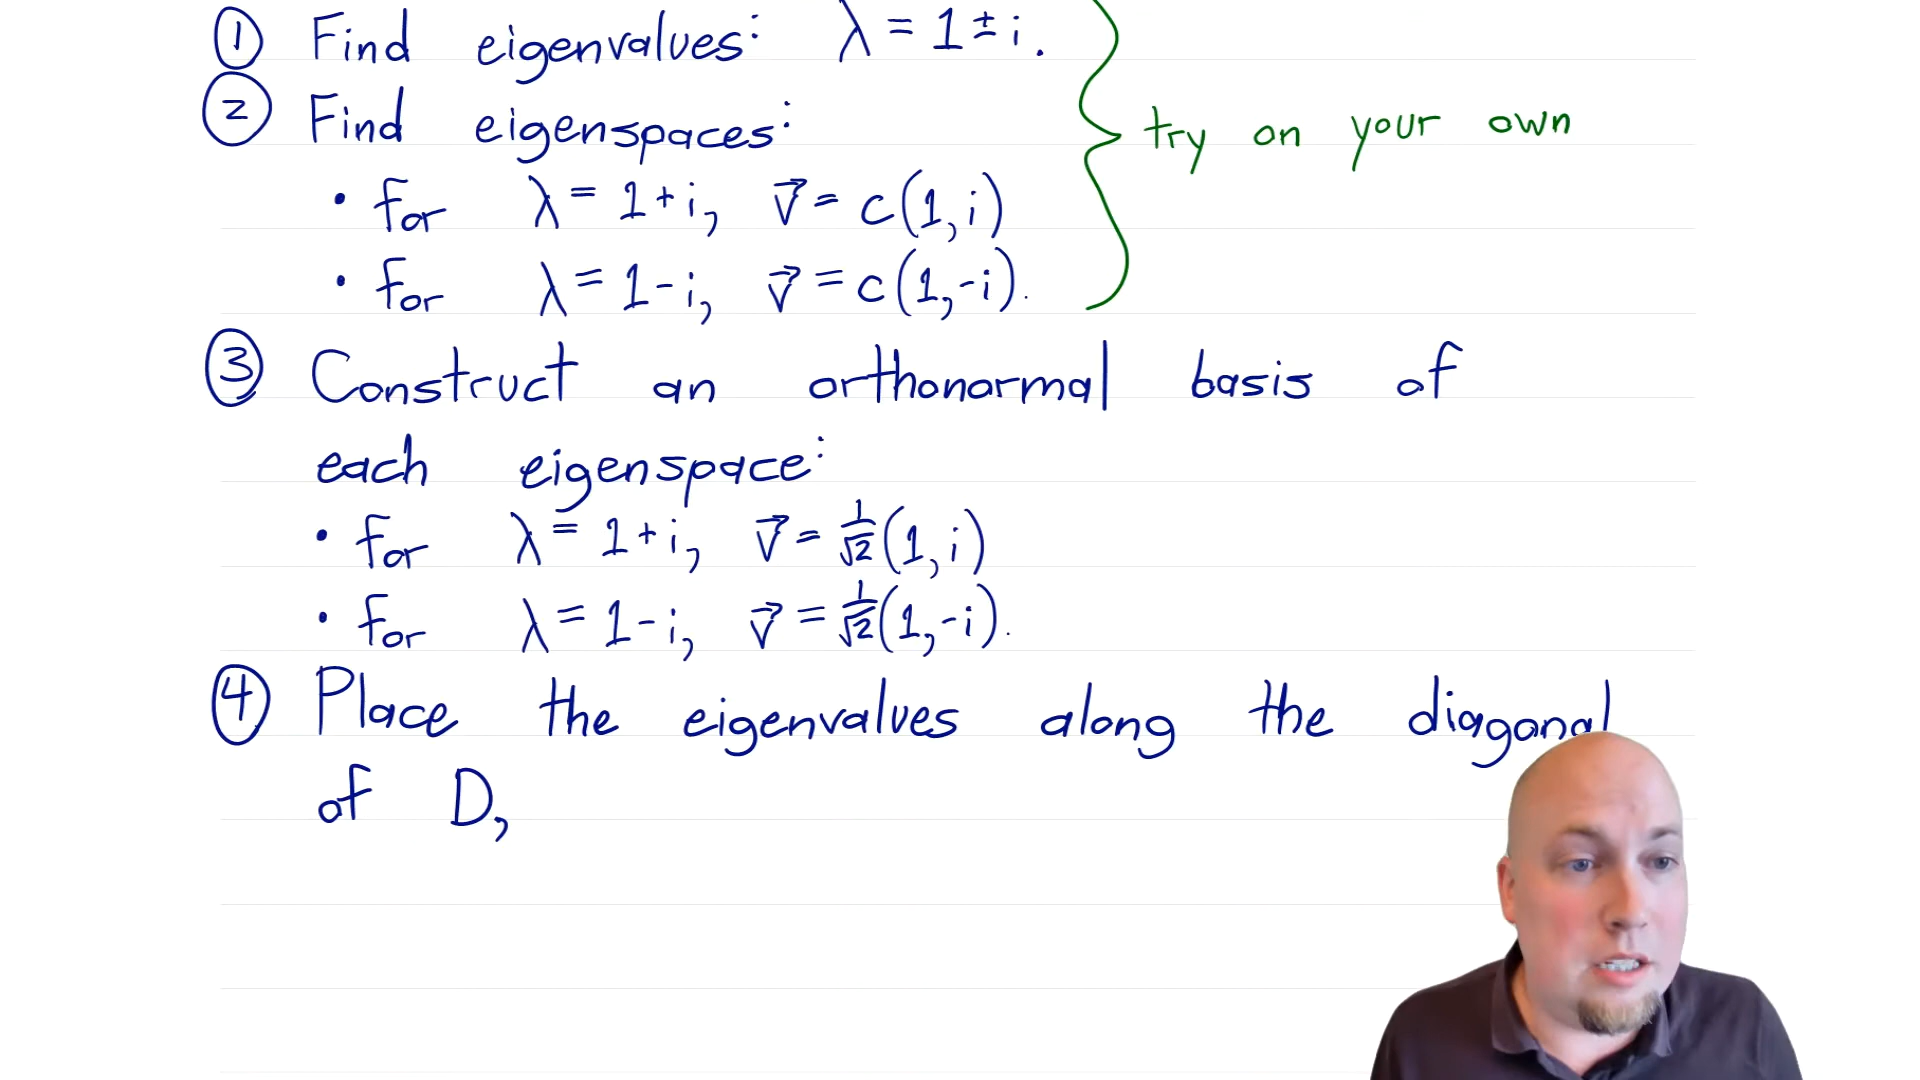 ① Find eigenvalues: λ = 1 ± i.
② Find eigenspaces:
try on your own
• for λ = 1 + i, v⃗ = c(1, i)
• for λ = 1 - i, v⃗ = c(1, -i).
③ Construct an orthonormal basis of
each eigenspace:
• for λ = 1 + i, v⃗ = 1/√2 (1, i)
• for λ = 1 - i, v⃗ = 1/√2 (1, -i).
④ Place the eigenvalues along the diagonal
of D,